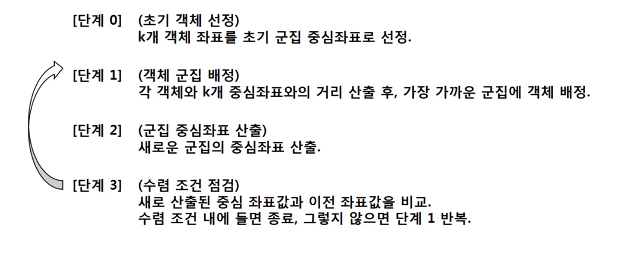 [단계 0] (초기 객체 선정)
k개 객체 좌표를 초기 군집 중심좌표로 선정.
[단계 1] (객체 군집 배정)
각 객체와 k개 중심좌표와의 거리 산출 후, 가장 가까운 군집에 객체 배정.
[단계 2] (군집 중심좌표 산출)
새로운 군집의 중심좌표 산출.
[단계 3] (수렴 조건 점검)
새로 산출된 중심 좌표값과 이전 좌표값을 비교.
수렴 조건 내에 들면 종료, 그렇지 않으면 단계 1 반복.